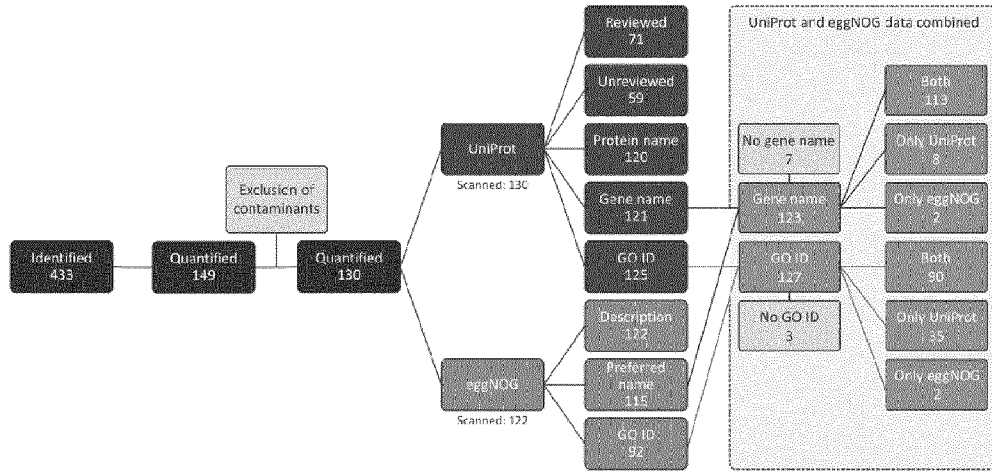 Reviewed
71
Unreviewed
59
Protein name
120
Gene name
121
GO ID
125
Description
122
Preferred name
115
GO ID
92
UniProt
Scanned: 130
eggNOG
Scanned: 122
Exclusion of
contaminants
Identified
433
Quantified
149
Quantified
130
UniProt and eggNOG data combined
No gene name
7
Gene name
123
GO ID
127
No GO ID
3
Both
113
Only UniProt
8
Only eggNOG
2
Both
90
Only UniProt
35
Only eggNOG
2